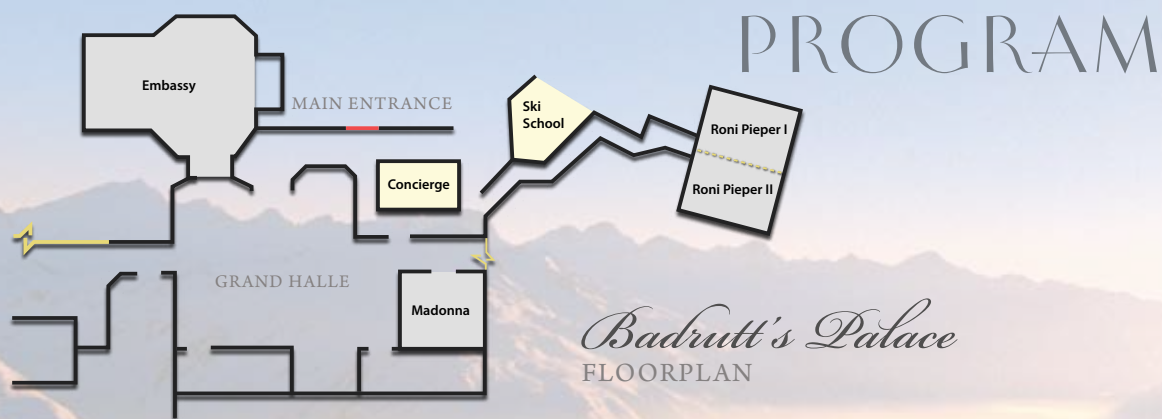 PROGRAM
Embassy
MAIN ENTRANCE
Ski
School
Roni Pieper I
Concierge
Roni Pieper II
GRAND HALLE
Madonna
Badrutt's Palace
FLOORPLAN